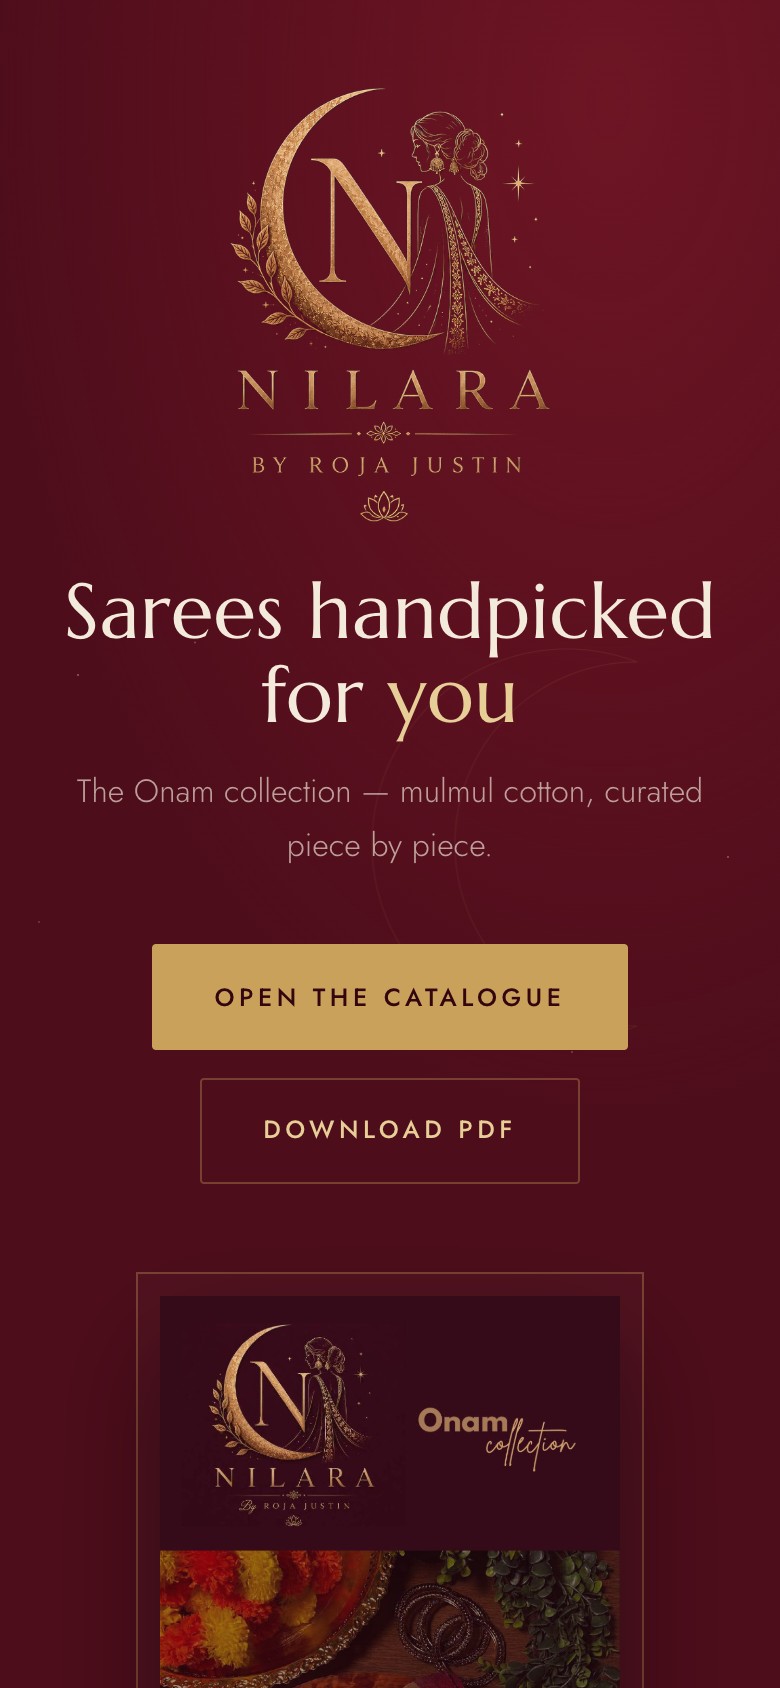 N
NILARA
BY ROJA JUSTIN
Sarees handpicked
for you
The Onam collection — mulmul cotton, curated
piece by piece.
OPEN THE CATALOGUE
DOWNLOAD PDF
N
NILARA
By ROJA JUSTIN
Onam
collection